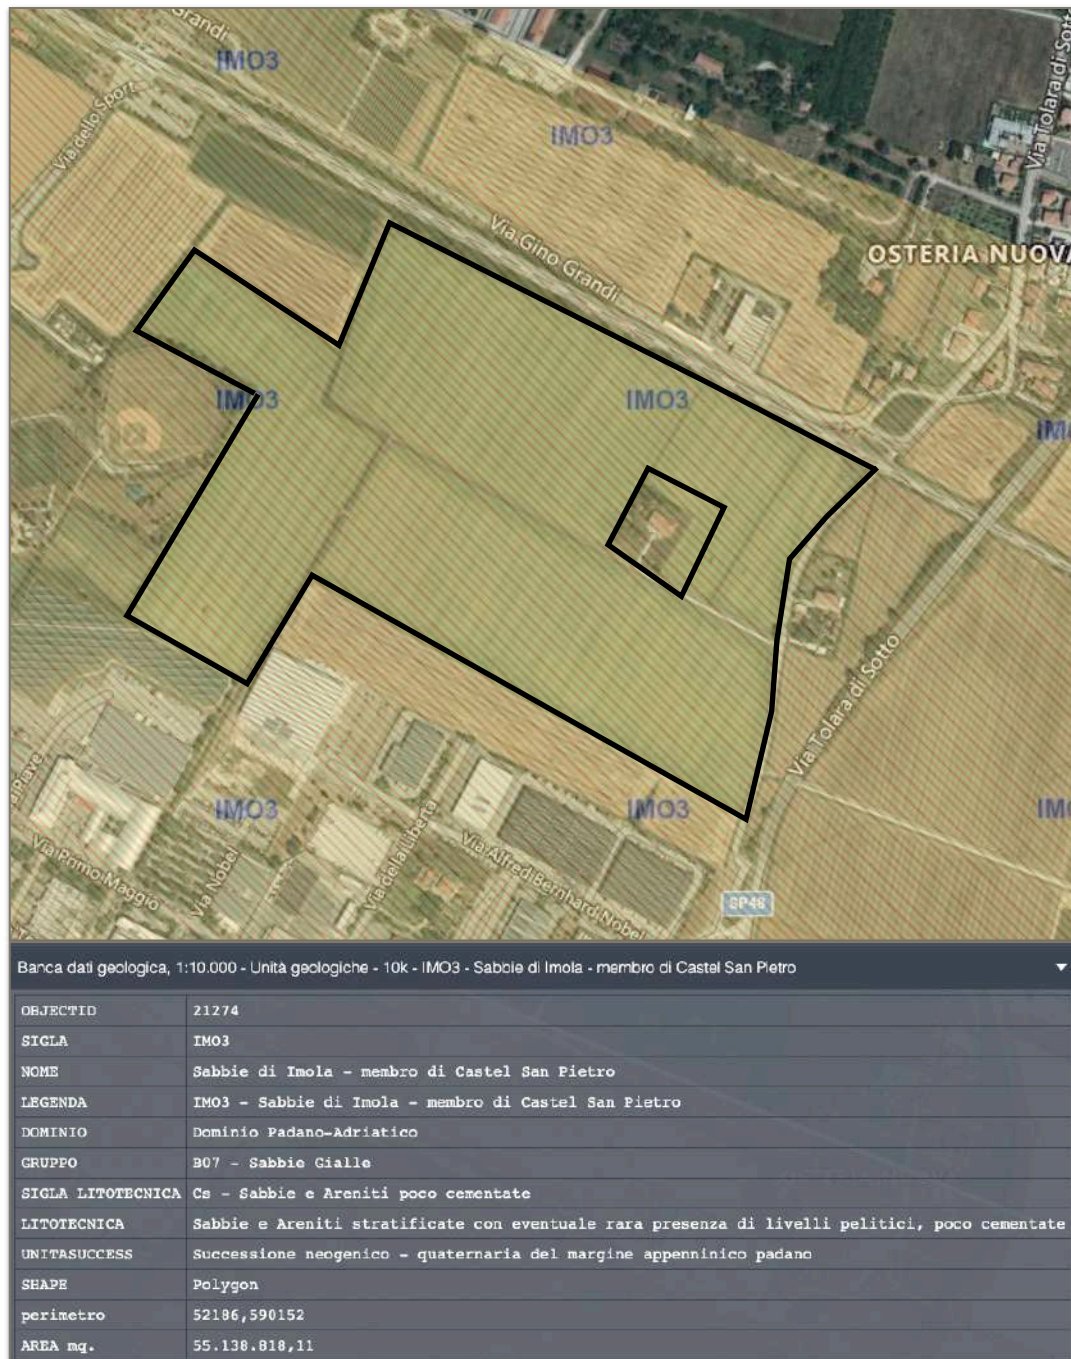 Grandi
IMO3
Via dello Sport
IMO3
Via Tolara di Sotto
Via Gino Grandi
OSTERIA NUOVA
IMO3
IMO3
Via Tolara di Sotto
IMO3
IMO3
Via Primo Maggio
Via Nobel
Via della Libertà
Via Alfred Bernhard Nobel
SP48
Banca dati geologica, 1:10.000 - Unità geologiche - 10k - IMO3 - Sabbie di Imola - membro di Castel San Pietro
OBJECTID 21274
SIGLA IMO3
NOME Sabbie di Imola - membro di Castel San Pietro
LEGENDA IMO3 - Sabbie di Imola - membro di Castel San Pietro
DOMINIO Dominio Padano-Adriatico
GRUPPO B07 - Sabbie Gialle
SIGLA LITOTECNICA Cs - Sabbie e Areniti poco cementate
LITOTECNICA Sabbie e Areniti stratificate con eventuale rara presenza di livelli pelitici, poco cementate
UNITASUCCESS Successione neogenico - quaternaria del margine appenninico padano
SHAPE Polygon
perimetro 52186,590152
AREA mq. 55.138.818,11